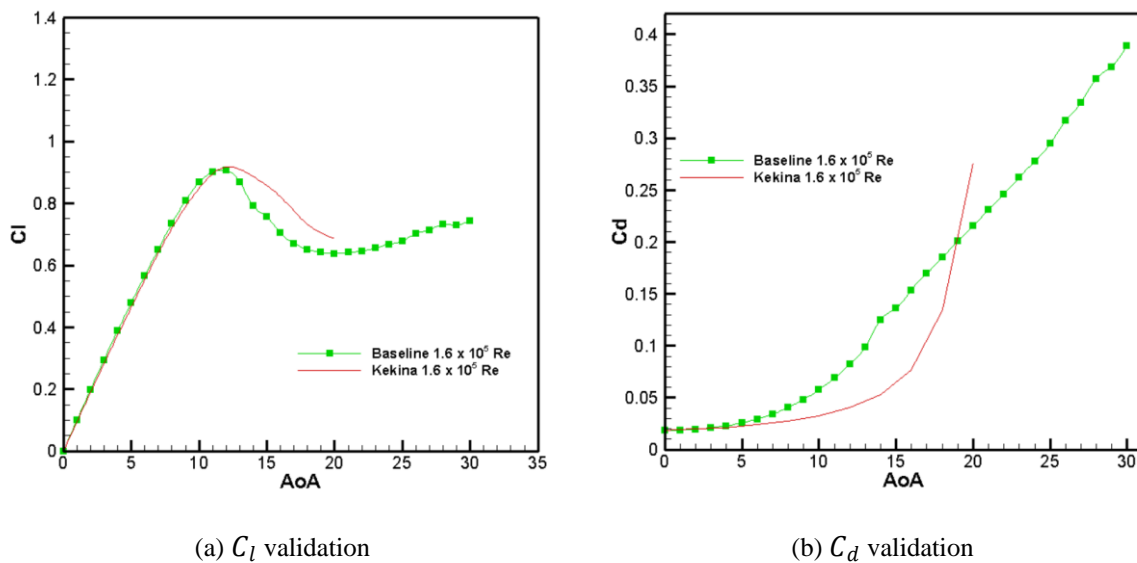 1.4
1.2
1
0.8
0.6
0.4
0.2
0
Cl
0 5 10 15 20 25 30 35
AoA
Baseline 1.6 x 10⁵ Re
Kekina 1.6 x 10⁵ Re
(a) C_l validation
0.4
0.35
0.3
0.25
0.2
0.15
0.1
0.05
0
Cd
0 5 10 15 20 25 30
AoA
Baseline 1.6 x 10⁵ Re
Kekina 1.6 x 10⁵ Re
(b) C_d validation